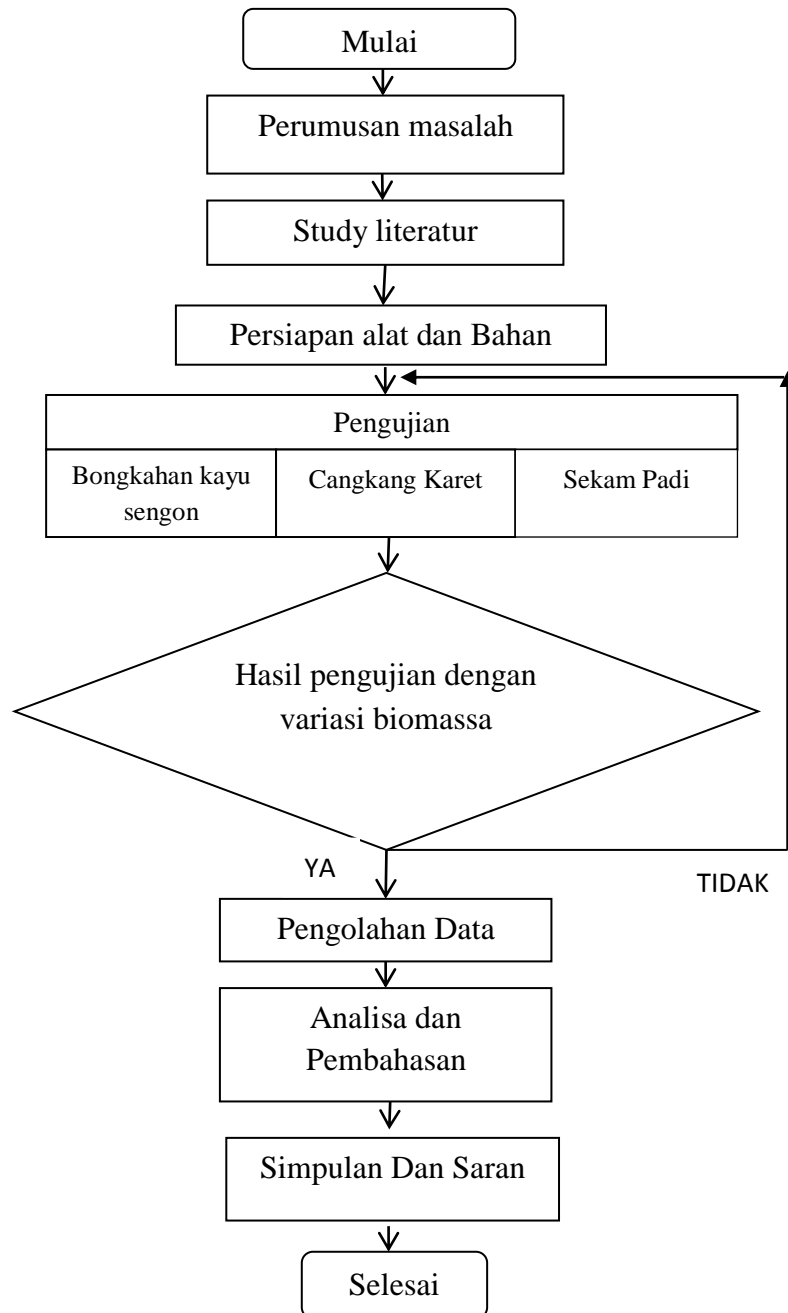 Mulai
Perumusan masalah
Study literatur
Persiapan alat dan Bahan
Pengujian
Bongkahan kayu
sengon
Cangkang Karet
Sekam Padi
Hasil pengujian dengan
variasi biomassa
YA
TIDAK
Pengolahan Data
Analisa dan
Pembahasan
Simpulan Dan Saran
Selesai